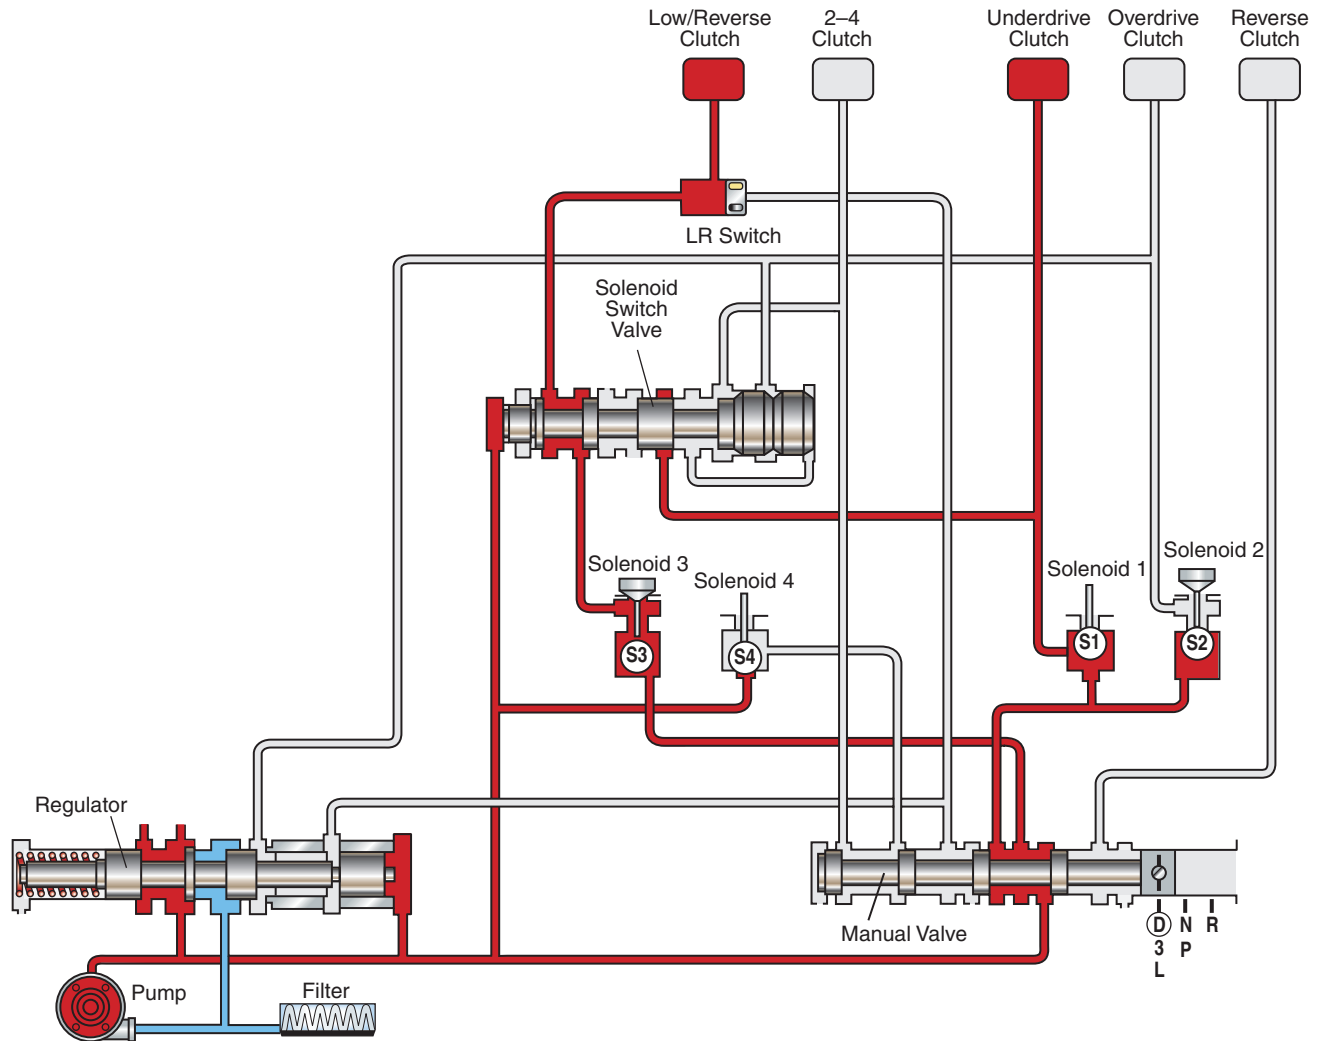 Low/Reverse
Clutch
2–4
Clutch
Underdrive
Clutch
Overdrive
Clutch
Reverse
Clutch
LR Switch
Solenoid
Switch
Valve
Solenoid 3
Solenoid 4
Solenoid 1
Solenoid 2
S3
S4
S1
S2
Regulator
Manual Valve
D N R
3 P
L
Pump
Filter